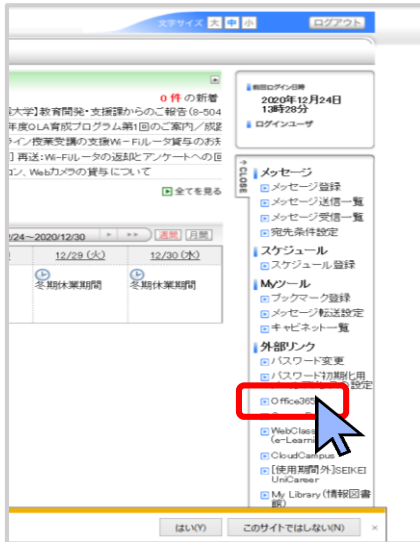 文字サイズ 大 中 小 ログアウト
0 件 の新着
大学]教育開発・支援課からのご報告(8-504
年度OLA育成プログラム第1回のご案内/成蹊
ライン授業受講の支援Wi-Fiルータ貸与のお知
] 再送:Wi-Fiルータの返却とアンケートへの回
コン、Webカメラの貸与について
全てを見る
/24~2020/12/30 週間 月間
12/29 (火) 12/30 (水)
冬期休業期間 冬期休業期間
前回ログイン日時
2020年12月24日
13時28分
ログインユーザ
CLOSE
メッセージ
メッセージ登録
メッセージ送信一覧
メッセージ受信一覧
宛先条件設定
スケジュール
スケジュール登録
Myツール
ブックマーク登録
メッセージ転送設定
キャビネット一覧
外部リンク
パスワード変更
パスワード初期化用
の設定
Office365
WebClass
(e-Learni
CloudCampus
[使用期間外]SEIKEI
UniCareer
My Library (情報図書
館)
はい(Y) このサイトではしない(N) ×